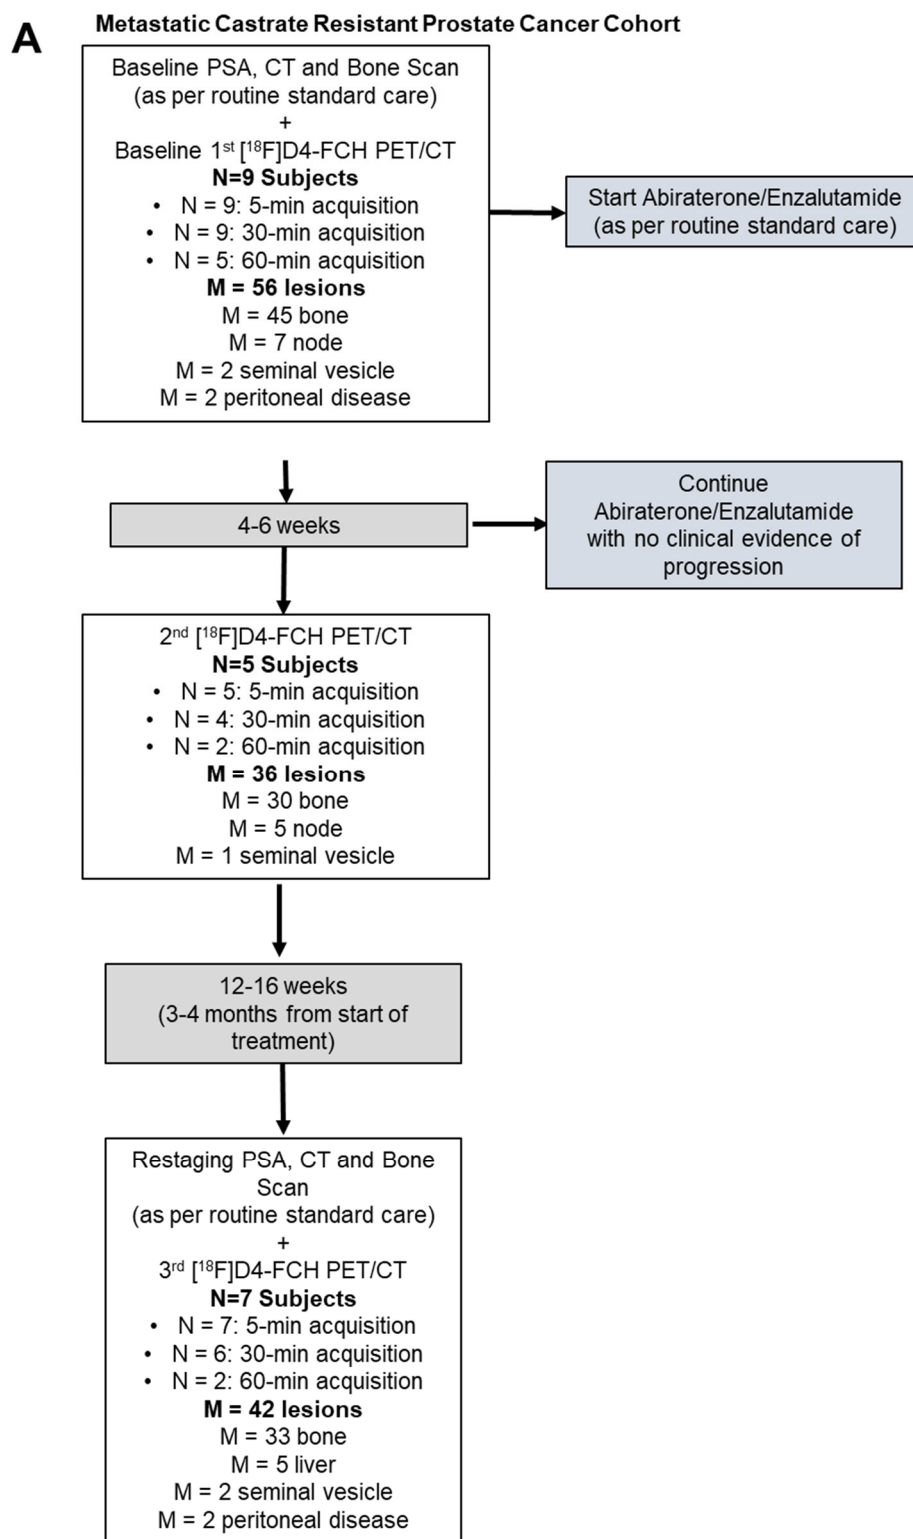 A
Metastatic Castrate Resistant Prostate Cancer Cohort
Baseline PSA, CT and Bone Scan
(as per routine standard care)
+
Baseline 1st [18F]D4-FCH PET/CT
N=9 Subjects
• N = 9: 5-min acquisition
• N = 9: 30-min acquisition
• N = 5: 60-min acquisition
M = 56 lesions
M = 45 bone
M = 7 node
M = 2 seminal vesicle
M = 2 peritoneal disease
Start Abiraterone/Enzalutamide
(as per routine standard care)
4-6 weeks
Continue
Abiraterone/Enzalutamide
with no clinical evidence of
progression
2nd [18F]D4-FCH PET/CT
N=5 Subjects
• N = 5: 5-min acquisition
• N = 4: 30-min acquisition
• N = 2: 60-min acquisition
M = 36 lesions
M = 30 bone
M = 5 node
M = 1 seminal vesicle
12-16 weeks
(3-4 months from start of
treatment)
Restaging PSA, CT and Bone
Scan
(as per routine standard care)
+
3rd [18F]D4-FCH PET/CT
N=7 Subjects
• N = 7: 5-min acquisition
• N = 6: 30-min acquisition
• N = 2: 60-min acquisition
M = 42 lesions
M = 33 bone
M = 5 liver
M = 2 seminal vesicle
M = 2 peritoneal disease